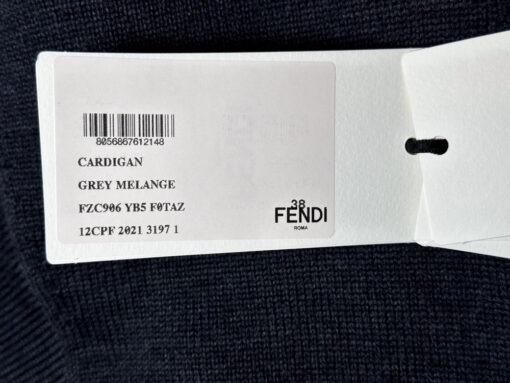 8056867612148
CARDIGAN
GREY MELANGE
FZC906 YB5 F0TAZ
12CPF 2021 3197 1
38
FENDI
ROMA